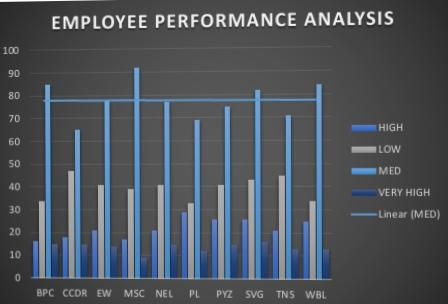 EMPLOYEE PERFORMANCE ANALYSIS
100
90
80
70
60
50
40
30
20
10
0
BPC CCDR EW MSC NEL PL PYZ SVG TNS WBL
HIGH
LOW
MED
VERY HIGH
Linear (MED)